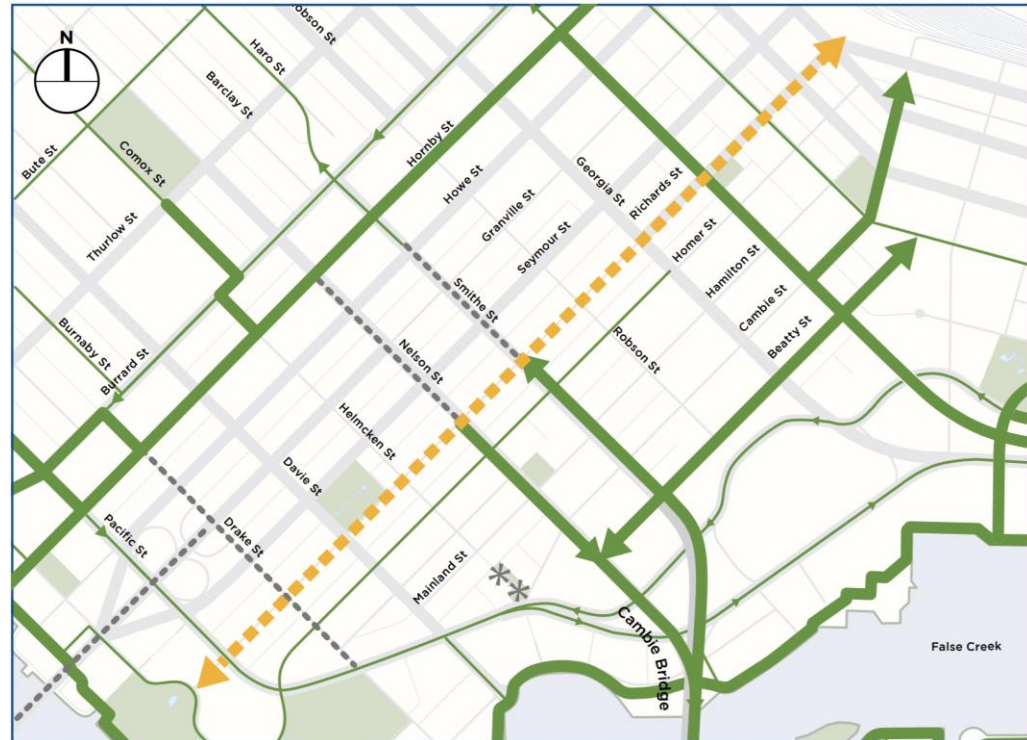 N
Robson St
Haro St
Barclay St
Bute St
Comox St
Hornby St
Howe St
Georgia St
Richards St
Granville St
Thurlow St
Seymour St
Homer St
Hamilton St
Smithe St
Cambie St
Beatty St
Burnaby St
Burrard St
Nelson St
Robson St
Helmcken St
Davie St
Pacific St
Drake St
Mainland St
Cambie Bridge
False Creek